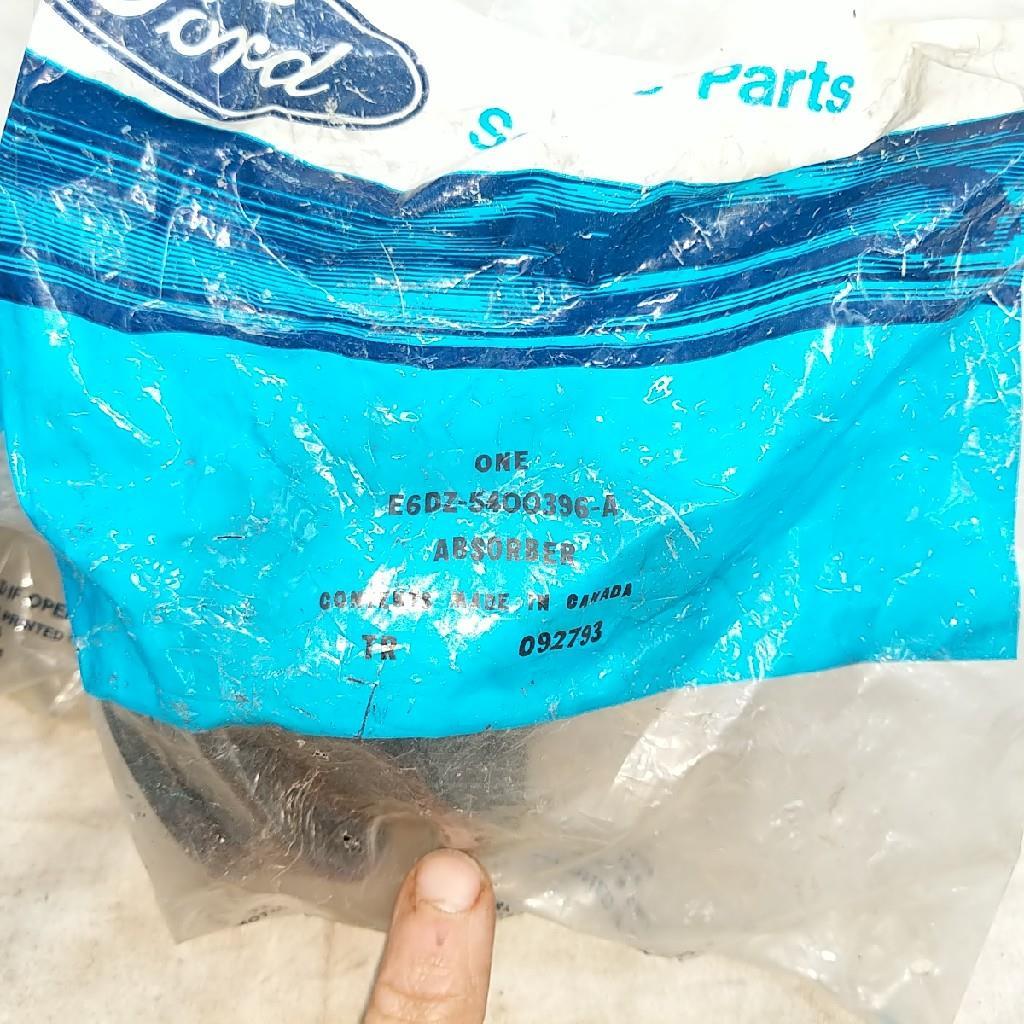 Ford
Parts
ONE
E6DZ-5400396-A
ABSORBER
CONTENTS MADE IN CANADA
TR 092793